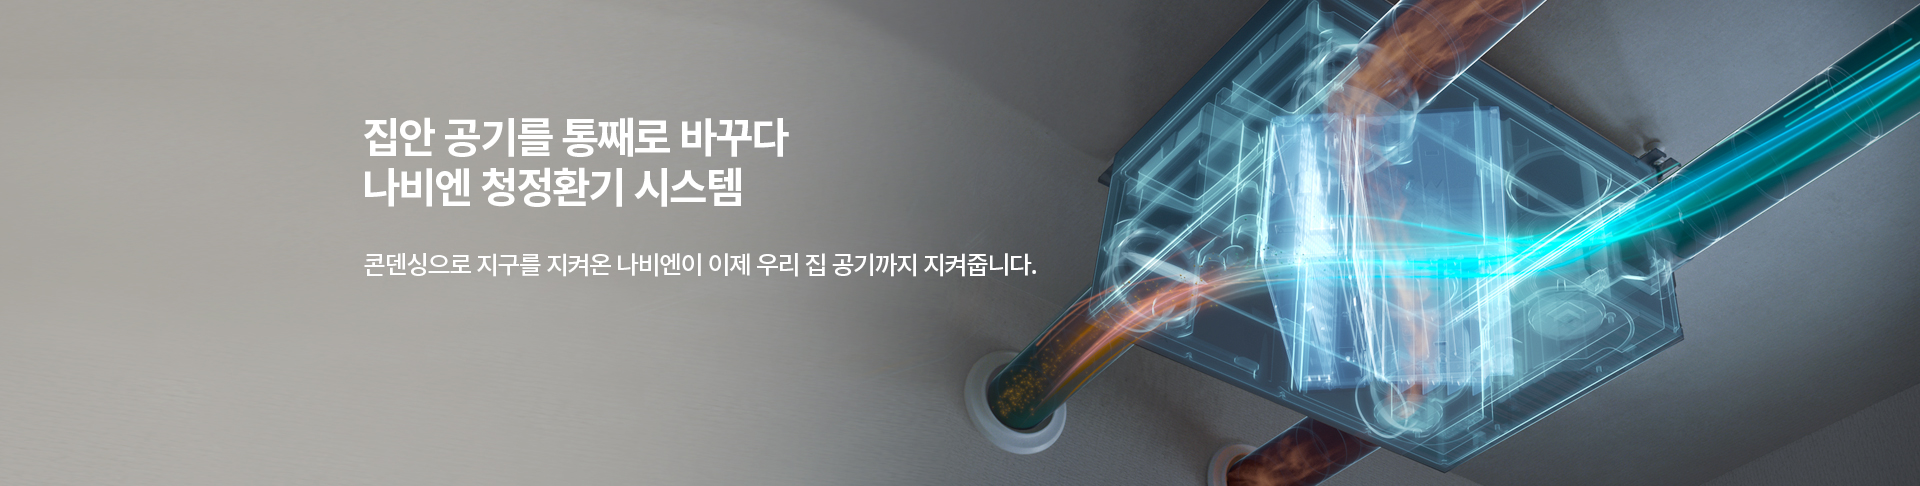 집안 공기를 통째로 바꾸다
나비엔 청정환기 시스템
콘덴싱으로 지구를 지켜온 나비엔이 이제 우리 집 공기까지 지켜줍니다.